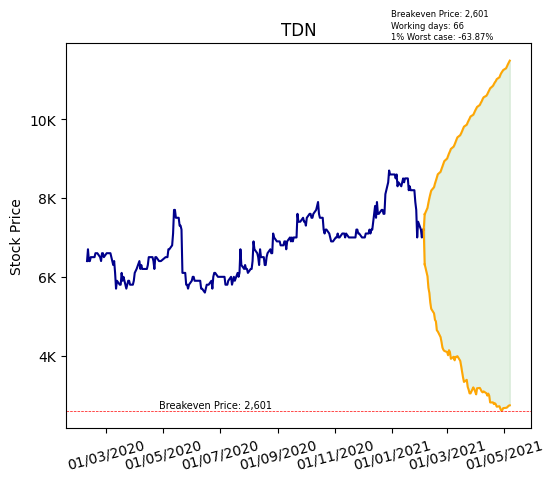 Breakeven Price: 2,601
Working days: 66
1% Worst case: -63.87%
TDN
Stock Price
10K
8K
6K
4K
Breakeven Price: 2,601
01/03/2020
01/05/2020
01/07/2020
01/09/2020
01/11/2020
01/01/2021
01/03/2021
01/05/2021